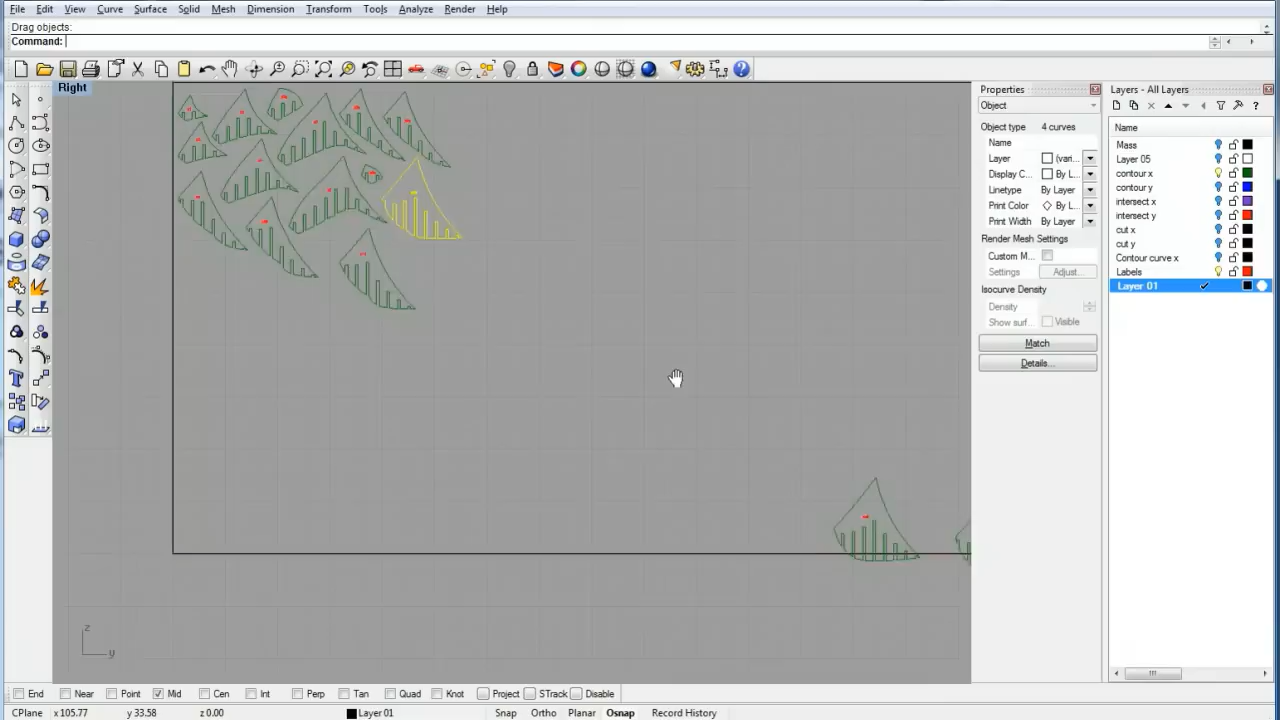 File Edit View Curve Surface Solid Mesh Dimension Transform Tools Analyze Render Help
Drag objects:
Command:
Right
Properties
Object
Object type 4 curves
Name
Layer (vari...
Display C... By L...
Linetype By Layer
Print Color By L...
Print Width By Layer
Render Mesh Settings
Custom M...
Settings Adjust...
Isocurve Density
Density
Show surf... Visible
Match
Details...
Layers - All Layers
Name
Mass
Layer 05
contour x
contour y
intersect x
intersect y
cut x
cut y
Contour curve x
Labels
Layer 01
z
y
End Near Point Mid Cen Int Perp Tan Quad Knot Project STrack Disable
CPlane x 105.77 y 33.58 z 0.00 Layer 01 Snap Ortho Planar Osnap Record History